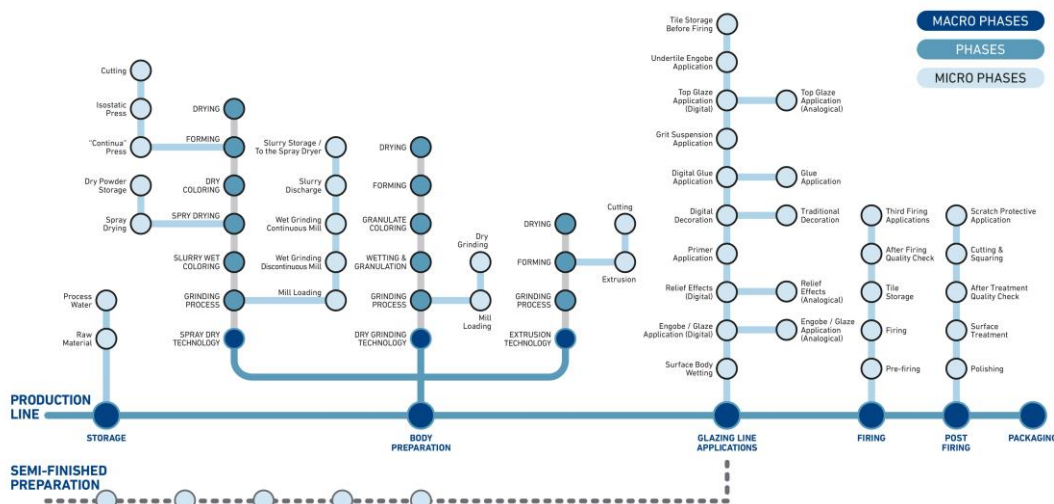 MACRO PHASES
PHASES
MICRO PHASES
Cutting
Isostatic
Press
"Continua"
Press
Dry Powder
Storage
Spray
Drying
Process
Water
Raw
Material
DRYING
FORMING
DRY
COLORING
SPRY DRYING
SLURRY WET
COLORING
GRINDING
PROCESS
SPRAY DRY
TECHNOLOGY
Slurry Storage /
To the Spray Dryer
Slurry
Discharge
Wet Grinding
Continuous Mill
Wet Grinding
Discontinuous Mill
Mill Loading
DRYING
FORMING
GRANULATE
COLORING
WETTING &
GRANULATION
GRINDING
PROCESS
DRY GRINDING
TECHNOLOGY
Dry
Grinding
Mill
Loading
DRYING
FORMING
GRINDING
PROCESS
EXTRUSION
TECHNOLOGY
Cutting
Extrusion
Tile Storage
Before Firing
Undertile Engobe
Application
Top Glaze
Application
(Digital)
Top Glaze
Application
(Analogical)
Grit Suspension
Application
Digital Glue
Application
Glue
Application
Digital
Decoration
Traditional
Decoration
Primer
Application
Relief Effects
(Digital)
Relief
Effects
(Analogical)
Engobe / Glaze
Application (Digital)
Engobe / Glaze
Application
(Analogical)
Surface Body
Wetting
Third Firing
Applications
After Firing
Quality Check
Tile
Storage
Firing
Pre-firing
Scratch Protective
Application
Cutting &
Squaring
After Treatment
Quality Check
Surface
Treatment
Polishing
PRODUCTION
LINE
STORAGE
BODY
PREPARATION
GLAZING LINE
APPLICATIONS
FIRING
POST
FIRING
PACKAGING
SEMI-FINISHED
PREPARATION